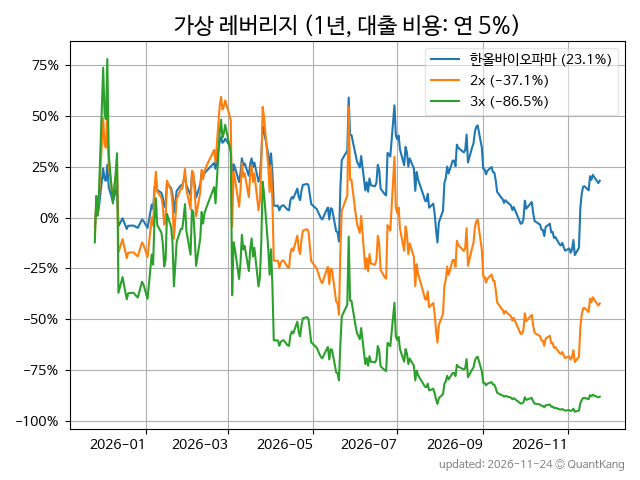 가상 레버리지 (1년, 대출 비용: 연 5%)
한올바이오파마 (23.1%)
2x (−37.1%)
3x (−86.5%)
75%
50%
25%
0%
−25%
−50%
−75%
−100%
2026-01 2026-03 2026-05 2026-07 2026-09 2026-11
updated: 2026-11-24 © QuantKang